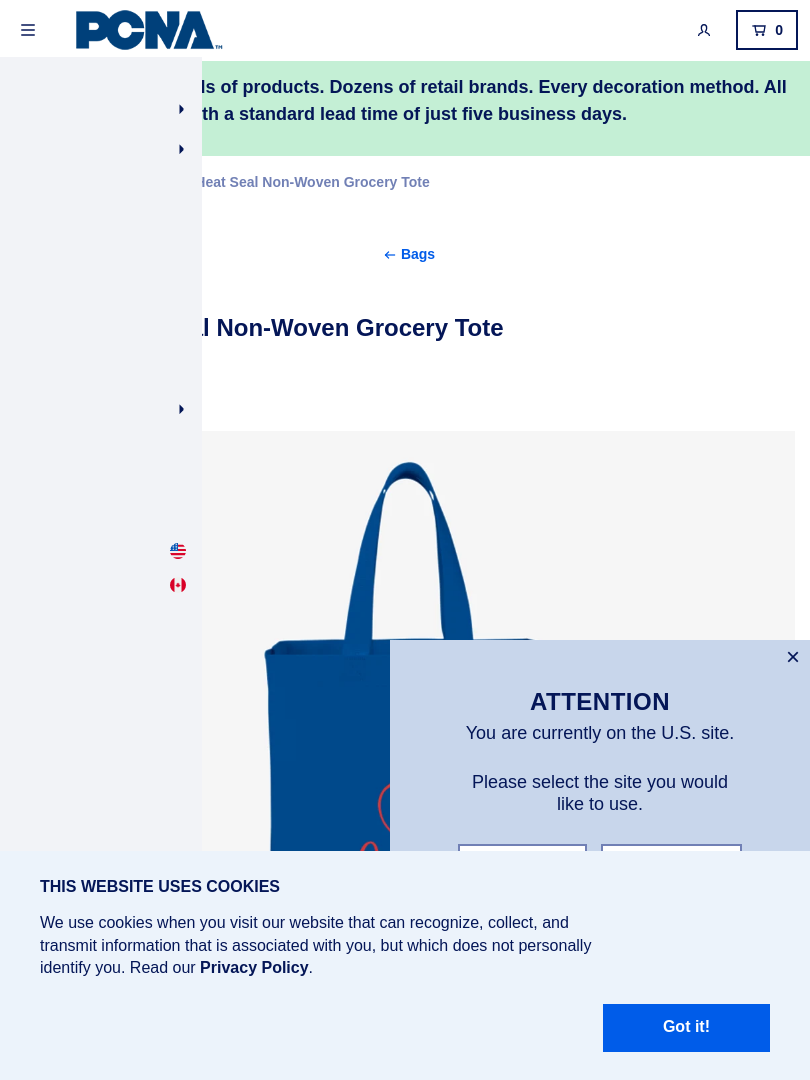 PCNA™
0
of products. Dozens of retail brands. Every decoration method. All
a standard lead time of just five business days.
Heat Seal Non-Woven Grocery Tote
← Bags
Non-Woven Grocery Tote
×
ATTENTION
You are currently on the U.S. site.
Please select the site you would
like to use.
THIS WEBSITE USES COOKIES
We use cookies when you visit our website that can recognize, collect, and
transmit information that is associated with you, but which does not personally
identify you. Read our Privacy Policy.
Got it!